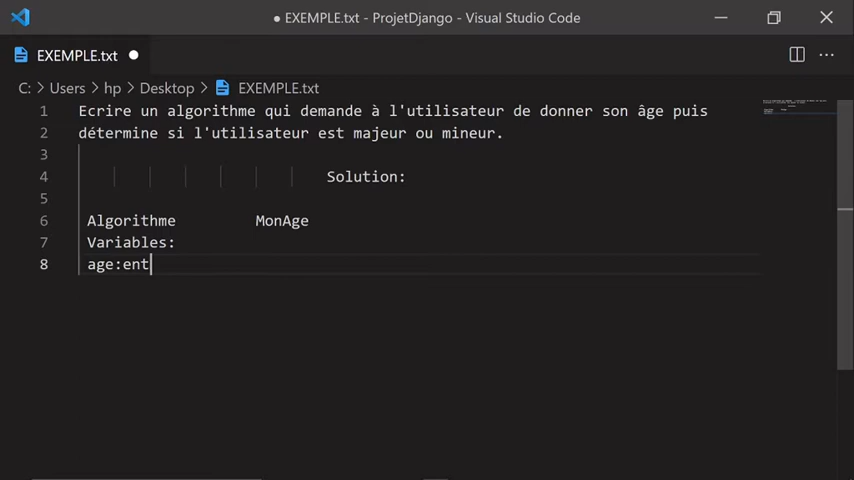 ● EXEMPLE.txt - ProjetDjango - Visual Studio Code
EXEMPLE.txt ●
C: > Users > hp > Desktop > EXEMPLE.txt
1 Ecrire un algorithme qui demande à l'utilisateur de donner son âge puis
2 détermine si l'utilisateur est majeur ou mineur.
3
4 Solution:
5
6 Algorithme MonAge
7 Variables:
8 age:ent